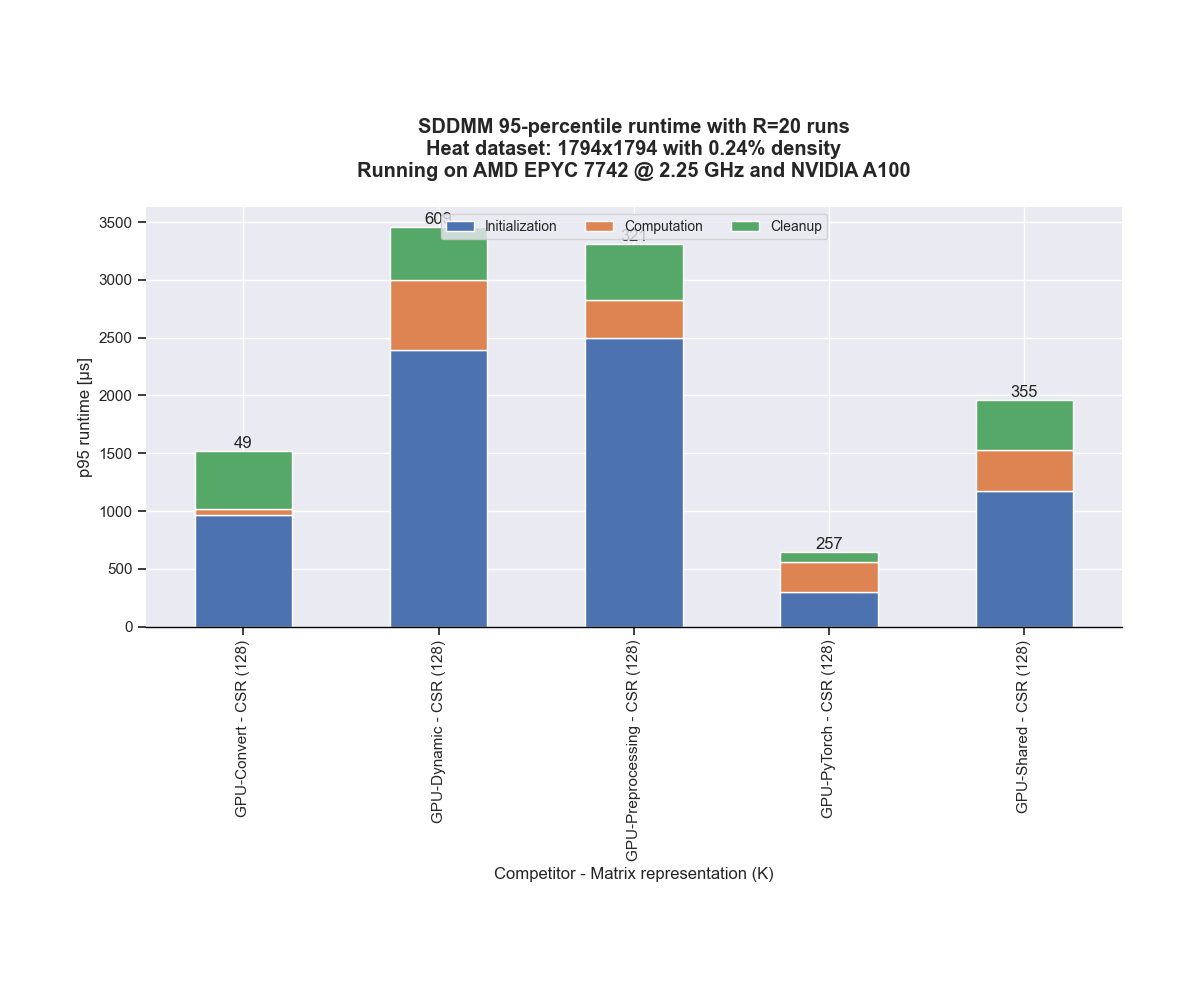 SDDMM 95-percentile runtime with R=20 runs
Heat dataset: 1794x1794 with 0.24% density
Running on AMD EPYC 7742 @ 2.25 GHz and NVIDIA A100
Initialization
Computation
Cleanup
609
321
49
257
355
3500
3000
2500
2000
1500
1000
500
0
p95 runtime [µs]
GPU-Convert - CSR (128)
GPU-Dynamic - CSR (128)
GPU-Preprocessing - CSR (128)
GPU-PyTorch - CSR (128)
GPU-Shared - CSR (128)
Competitor - Matrix representation (K)